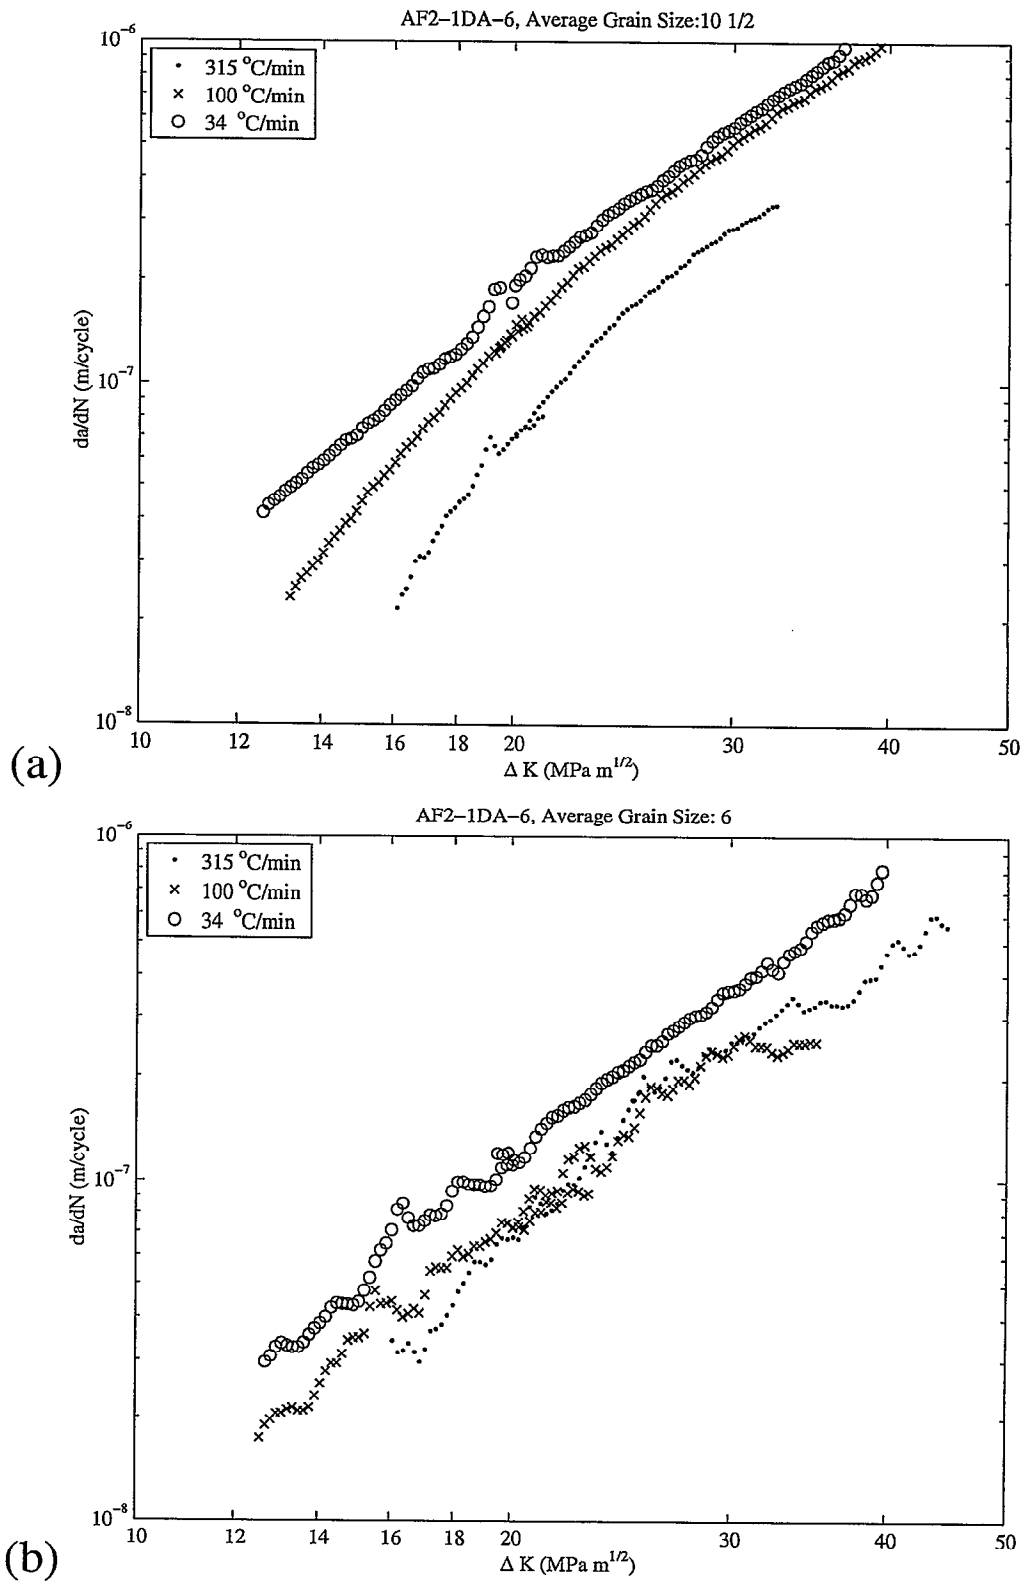 AF2–1DA–6, Average Grain Size:10 1/2
10⁻⁶
315 °C/min
100 °C/min
34 °C/min
da/dN (m/cycle)
10⁻⁷
10⁻⁸
10 12 14 16 18 20 30 40 50
Δ K (MPa m^1/2)
(a)
AF2–1DA–6, Average Grain Size: 6
10⁻⁶
315 °C/min
100 °C/min
34 °C/min
da/dN (m/cycle)
10⁻⁷
10⁻⁸
10 12 14 16 18 20 30 40 50
Δ K (MPa m^1/2)
(b)